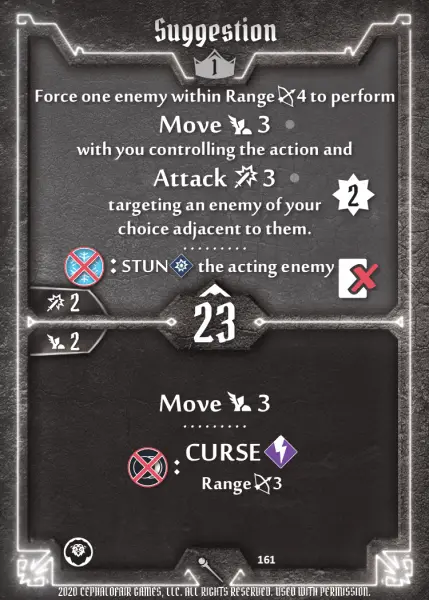 Suggestion
1
Force one enemy within Range 4 to perform
Move 3
with you controlling the action and
Attack 3
targeting an enemy of your
choice adjacent to them.
2
: STUN the acting enemy
2
23
2
Move 3
: CURSE
Range 3
161
2020 CEPHALOFAIR GAMES, LLC. ALL RIGHTS RESERVED. USED WITH PERMISSION.